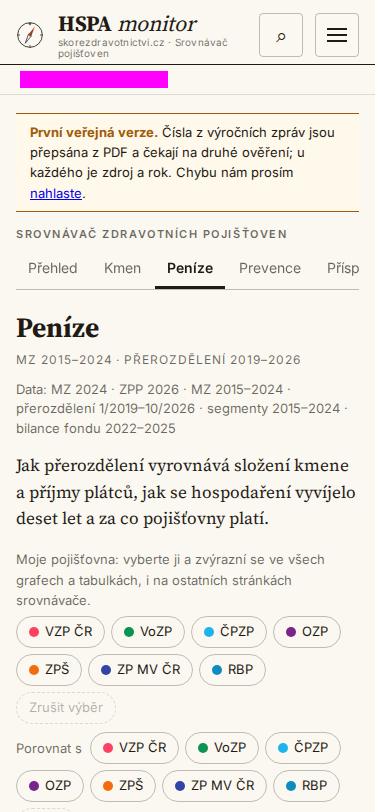 HSPA monitor
skorezdravotnictvi.cz · Srovnávač
pojišťoven
První veřejná verze. Čísla z výročních zpráv jsou
přepsána z PDF a čekají na druhé ověření; u
každého je zdroj a rok. Chybu nám prosím
nahlaste.
SROVNÁVAČ ZDRAVOTNÍCH POJIŠŤOVEN
Přehled Kmen Peníze Prevence Přísp
Peníze
MZ 2015–2024 · PŘEROZDĚLENÍ 2019–2026
Data: MZ 2024 · ZPP 2026 · MZ 2015–2024 ·
přerozdělení 1/2019–10/2026 · segmenty 2015–2024 ·
bilance fondu 2022–2025
Jak přerozdělení vyrovnává složení kmene
a příjmy plátců, jak se hospodaření vyvíjelo
deset let a za co pojišťovny platí.
Moje pojišťovna: vyberte ji a zvýrazní se ve všech
grafech a tabulkách, i na ostatních stránkách
srovnávače.
VZP ČR VoZP ČPZP OZP
ZPŠ ZP MV ČR RBP
Zrušit výběr
Porovnat s VZP ČR VoZP ČPZP
OZP ZPŠ ZP MV ČR RBP